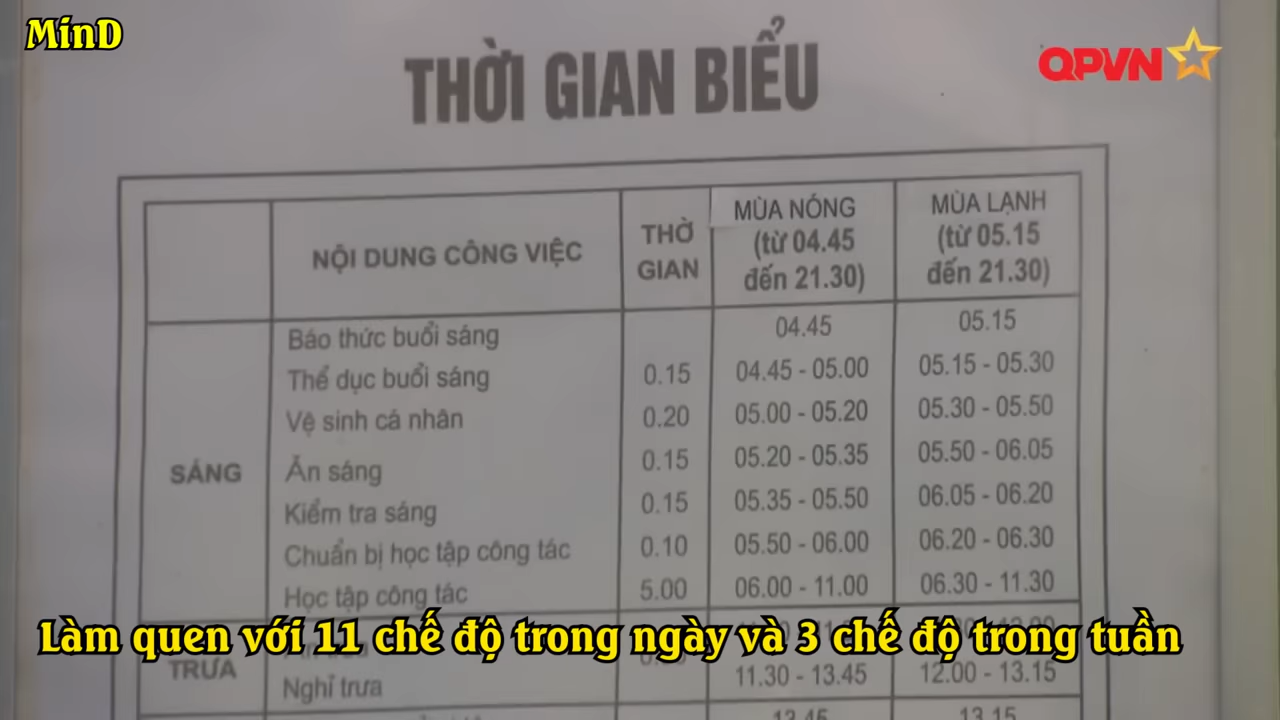 MinD
QPVN
THỜI GIAN BIỂU
NỘI DUNG CÔNG VIỆC
THỜ GIAN
MÙA NÓNG (từ 04.45 đến 21.30)
MÙA LẠNH (từ 05.15 đến 21.30)
SÁNG
Báo thức buổi sáng 04.45 05.15
Thể dục buổi sáng 0.15 04.45 - 05.00 05.15 - 05.30
Vệ sinh cá nhân 0.20 05.00 - 05.20 05.30 - 05.50
Ăn sáng 0.15 05.20 - 05.35 05.50 - 06.05
Kiểm tra sáng 0.15 05.35 - 05.50 06.05 - 06.20
Chuẩn bị học tập công tác 0.10 05.50 - 06.00 06.20 - 06.30
Học tập công tác 5.00 06.00 - 11.00 06.30 - 11.30
Làm quen với 11 chế độ trong ngày và 3 chế độ trong tuần
TRƯA
Nghỉ trưa 11.30 - 13.45 12.00 - 13.15
13.45 13.15